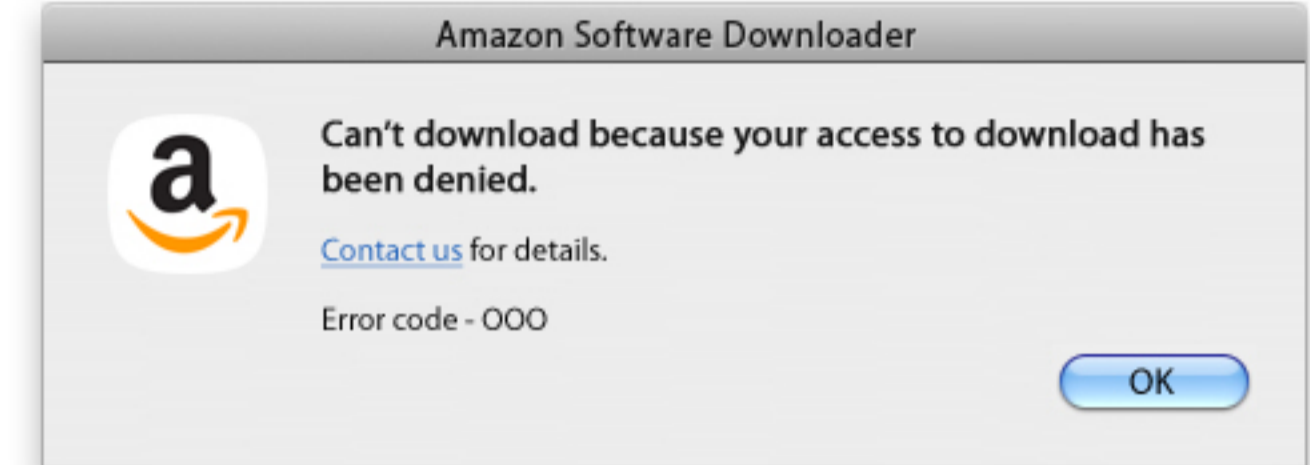 Amazon Software Downloader
a
Can't download because your access to download has
been denied.
Contact us for details.
Error code - OOO
OK